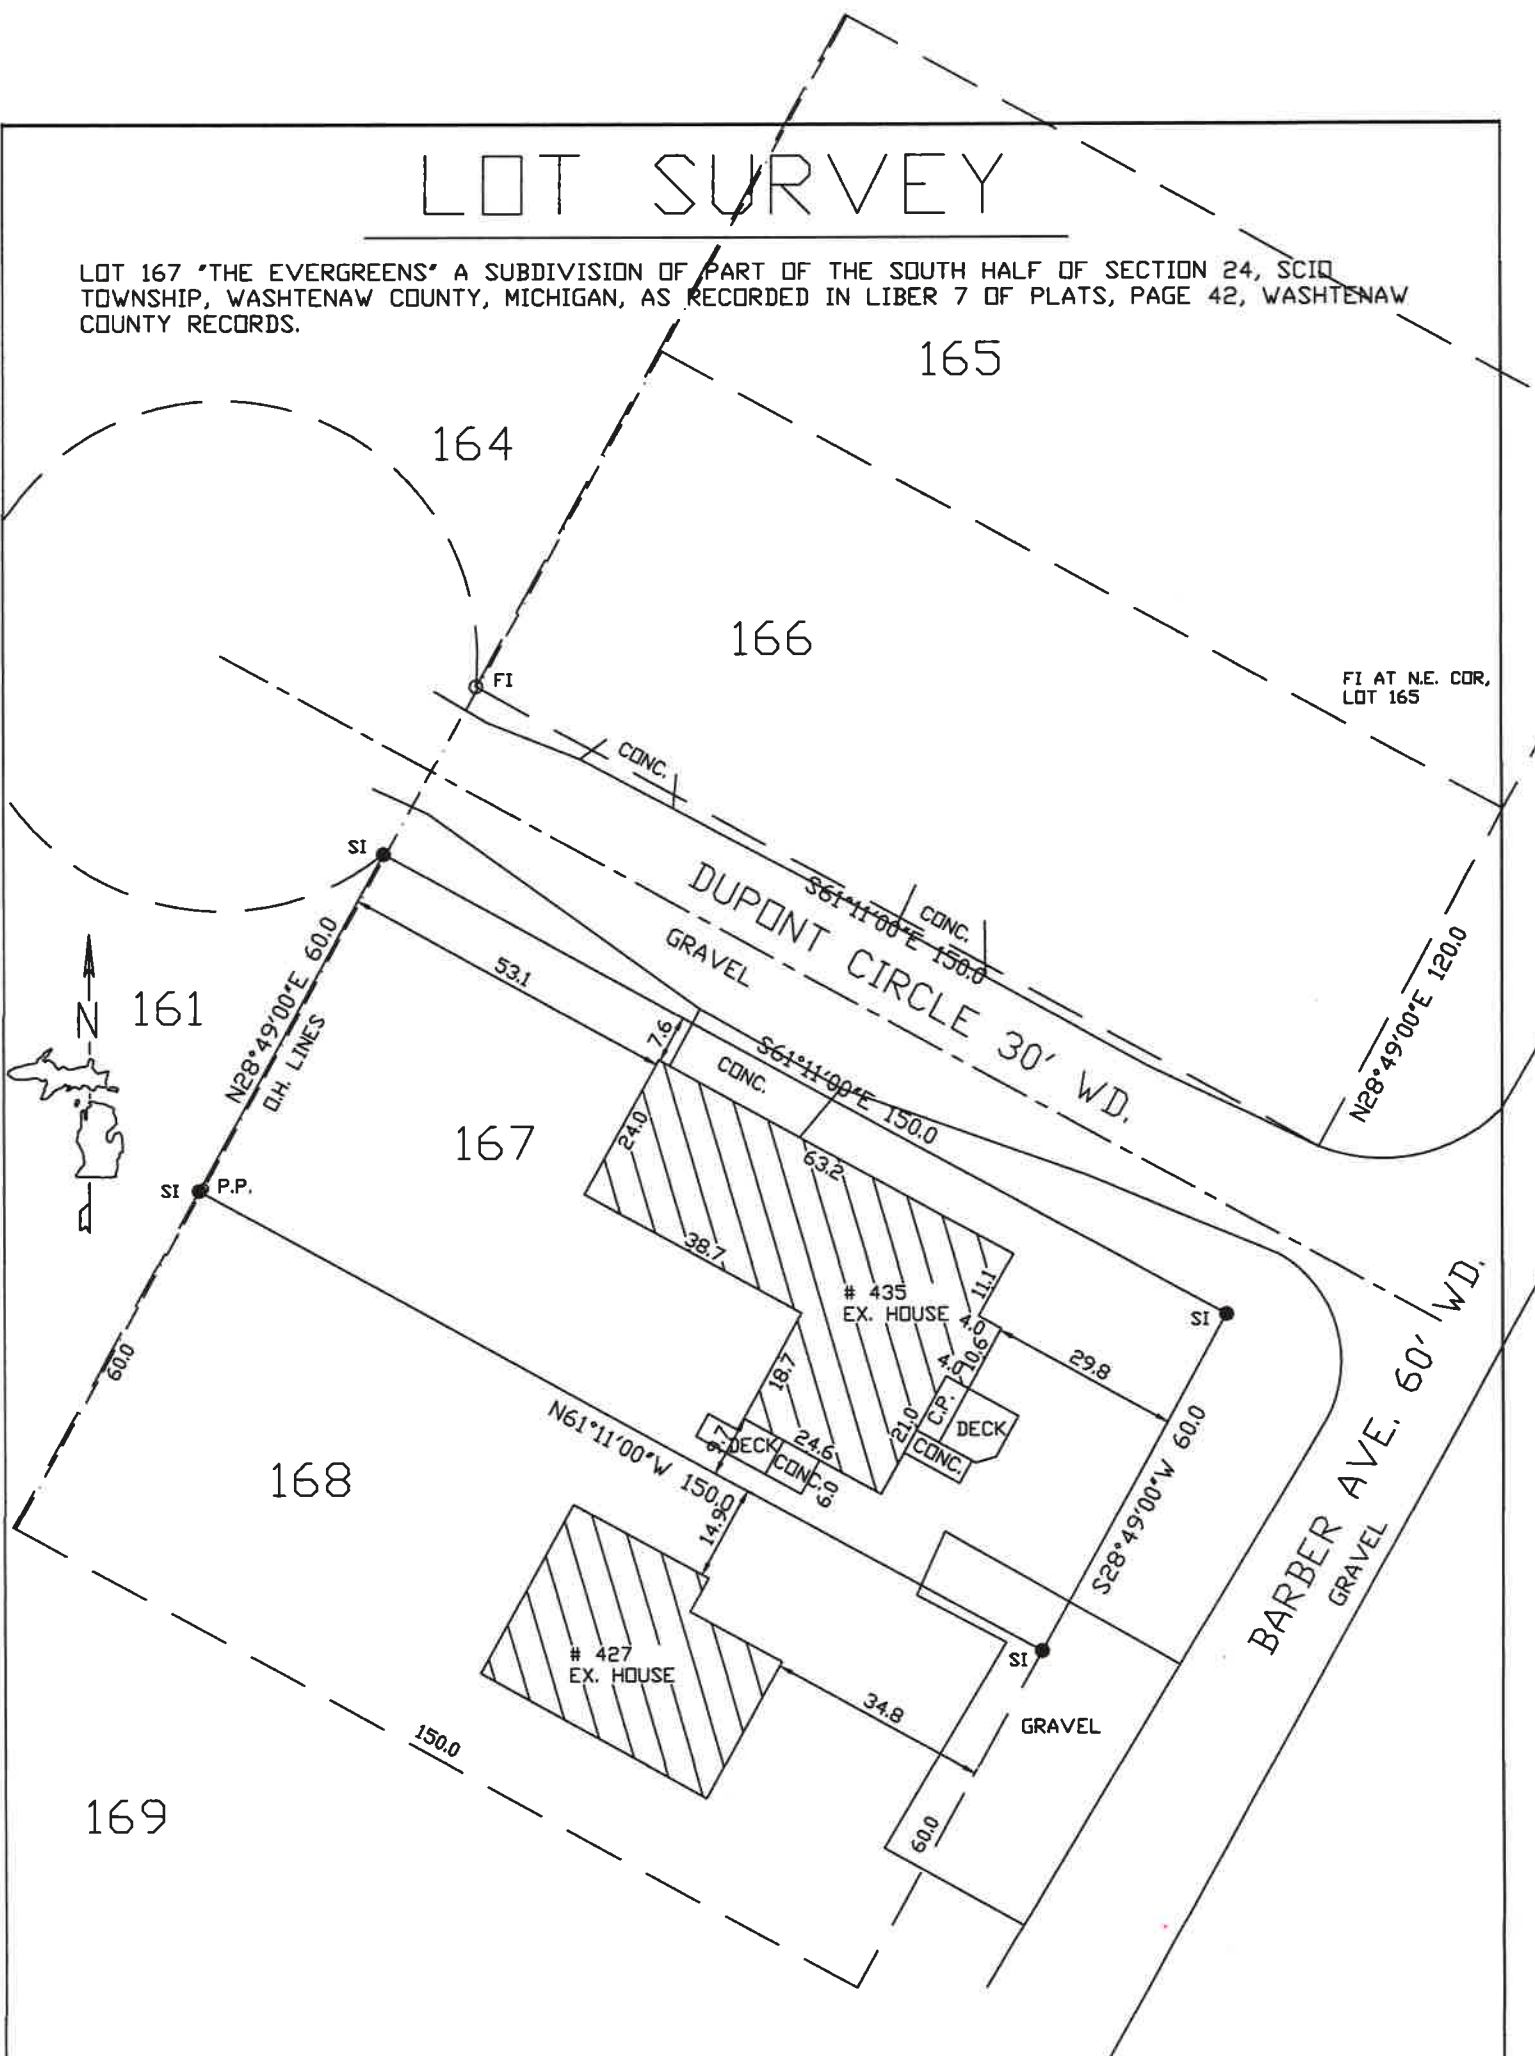 LOT SURVEY
LOT 167 "THE EVERGREENS" A SUBDIVISION OF PART OF THE SOUTH HALF OF SECTION 24, SCIO
TOWNSHIP, WASHTENAW COUNTY, MICHIGAN, AS RECORDED IN LIBER 7 OF PLATS, PAGE 42, WASHTENAW
COUNTY RECORDS.
165
164
166
FI
FI AT N.E. COR,
LOT 165
CONC.
SI
DUPONT CIRCLE 30' WD.
S61°11'00"E 150.0
CONC.
GRAVEL
N28°49'00"E 120.0
N28°49'00"E 60.0
O.H. LINES
53.1
161
N
7.6
CONC.
S61°11'00"E 150.0
167
24.0
63.2
SI
P.P.
38.7
# 435
EX. HOUSE
11.1
4.0
10.6
4.0
29.8
SI
60.0
18.7
C.P.
DECK
21.0
CONC.
24.6
9.7
DECK
CONC.
6.0
N61°11'00"W 150.0
S28°49'00"W 60.0
BARBER AVE. 60' WD.
GRAVEL
168
14.9
# 427
EX. HOUSE
SI
34.8
GRAVEL
150.0
60.0
169